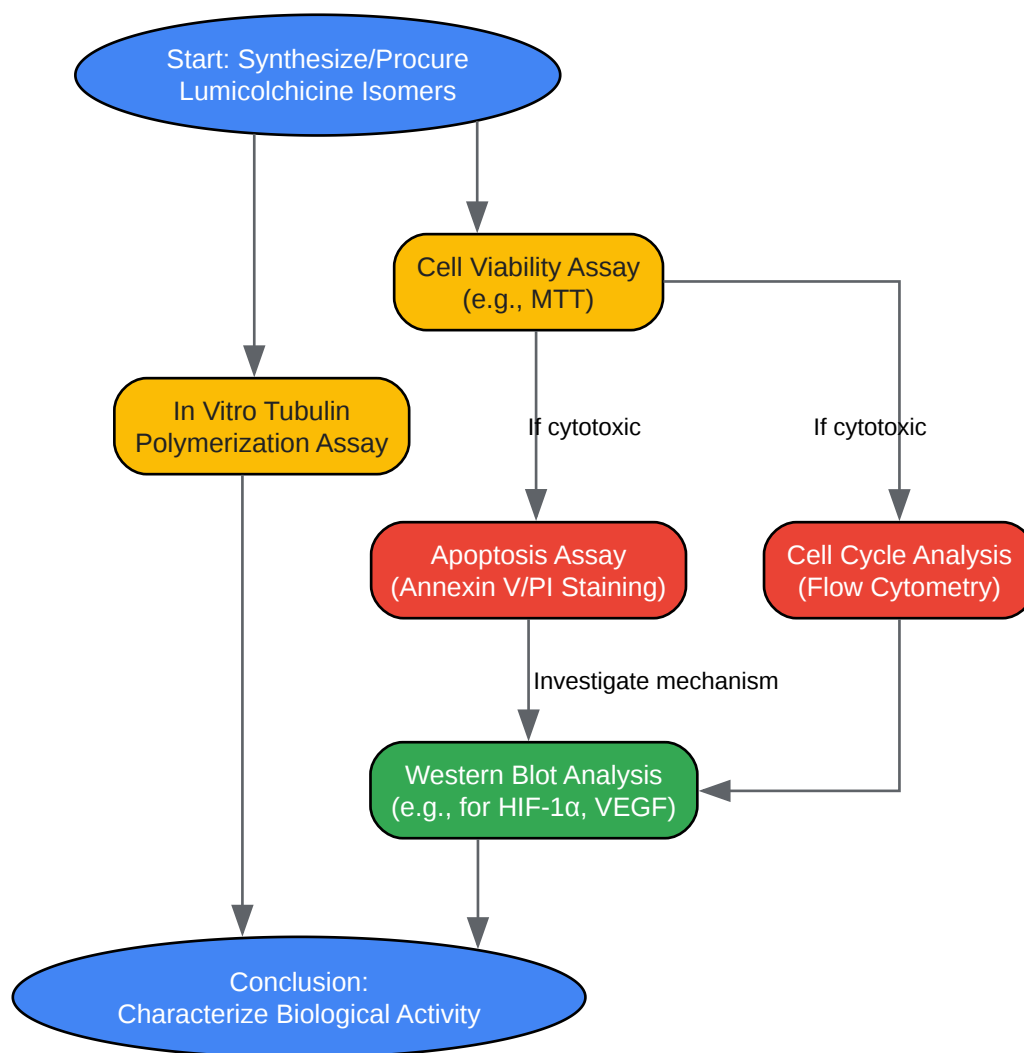 Start: Synthesize/Procure
Lumicolchicine Isomers
Cell Viability Assay
(e.g., MTT)
In Vitro Tubulin
Polymerization Assay
If cytotoxic
If cytotoxic
Apoptosis Assay
(Annexin V/PI Staining)
Cell Cycle Analysis
(Flow Cytometry)
Investigate mechanism
Western Blot Analysis
(e.g., for HIF-1α, VEGF)
Conclusion:
Characterize Biological Activity